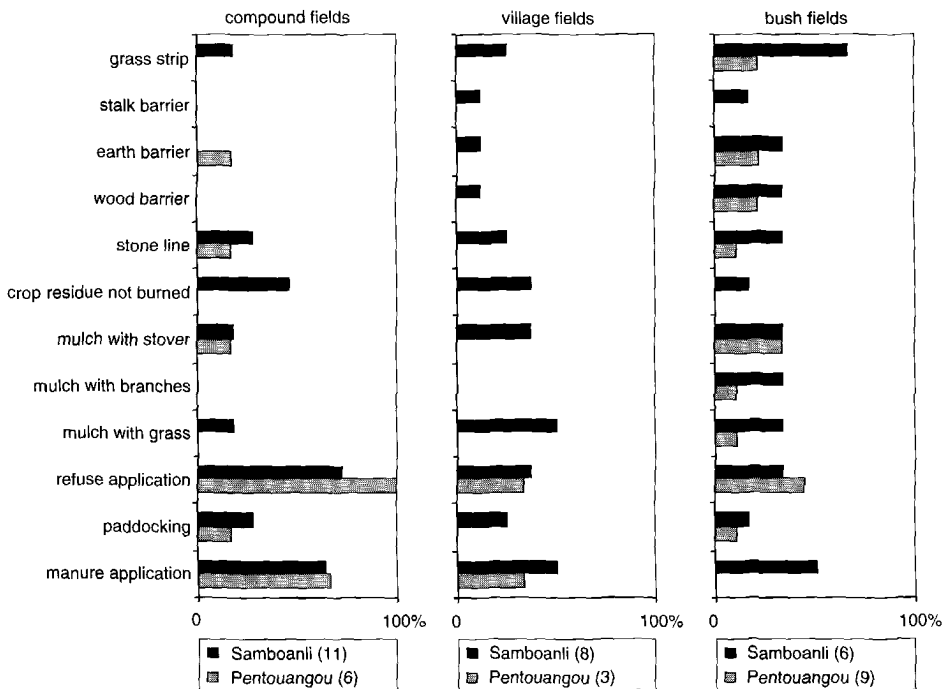 compound fields village fields bush fields
grass strip
stalk barrier
earth barrier
wood barrier
stone line
crop residue not burned
mulch with stover
mulch with branches
mulch with grass
refuse application
paddocking
manure application
0 100% 0 100% 0 100%
Samboanli (11) Samboanli (8) Samboanli (6)
Pentouangou (6) Pentouangou (3) Pentouangou (9)